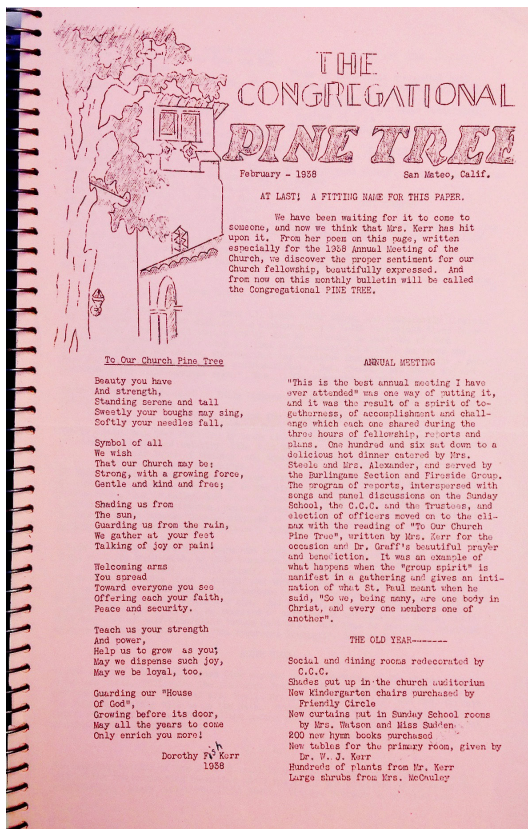 THE
CONGREGATIONAL
PINE TREE
February - 1938
San Mateo, Calif.
AT LAST! A FITTING NAME FOR THIS PAPER.
We have been waiting for it to come to
someone, and now we think that Mrs. Kerr has hit
upon it. From her poem on this page, written
especially for the 1938 Annual Meeting of the
Church, we discover the proper sentiment for our
Church fellowship, beautifully expressed. And
from now on this monthly bulletin will be called
the Congregational PINE TREE.
To Our Church Pine Tree
Beauty you have
And strength,
Standing serene and tall
Sweetly your boughs may sing,
Softly your needles fall.
Symbol of all
We wish
That our Church may be:
Strong, with a growing force,
Gentle and kind and free;
Shading us from
The sun,
Guarding us from the rain,
We gather at your feet
Talking of joy or pain!
Welcoming arms
You spread
Toward everyone you see
Offering each your faith,
Peace and security.
Teach us your strength
And power,
Help us to grow as you;
May we dispense such joy,
May we be loyal, too.
Guarding our "House
Of God",
Growing before its door,
May all the years to come
Only enrich you more!
Dorothy Fish Kerr
1938
ANNUAL MEETING
"This is the best annual meeting I have
ever attended" was one way of putting it,
and it was the result of a spirit of to-
getherness, of accomplishment and chall-
enge which each one shared during the
three hours of fellowship, reports and
plans. One hundred and six sat down to a
delicious hot dinner catered by Mrs.
Steele and Mrs. Alexander, and served by
the Burlingame Section and Fireside Group.
The program of reports, interspersed with
songs and panel discussions on the Sunday
School, the C.C.C. and the Trustees, and
election of officers moved on to the cli-
max with the reading of "To Our Church
Pine Tree", written by Mrs. Kerr for the
occasion and Dr. Graff's beautiful prayer
and benediction. It was an example of
what happens when the "group spirit" is
manifest in a gathering and gives an inti-
mation of what St. Paul meant when he
said, "So we, being many, are one body in
Christ, and every one members one of
another".
THE OLD YEAR-------
Social and dining rooms redecorated by
C.C.C.
Shades put up in the church auditorium
New kindergarten chairs purchased by
Friendly Circle
New curtains put in Sunday School rooms
by Mrs. Watson and Miss Sudden
200 new hymn books purchased
New tables for the primary room, given by
Dr. W. J. Kerr
Hundreds of plants from Mr. Kerr
Large shrubs from Mrs. McCauley